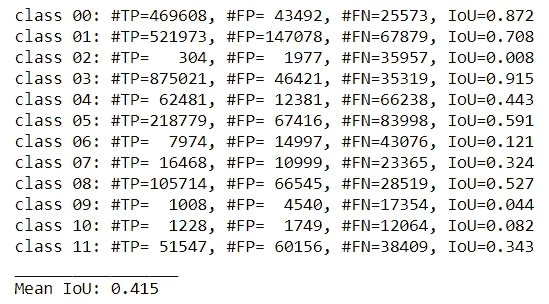 class 00: #TP=469608, #FP= 43492, #FN=25573, IoU=0.872
class 01: #TP=521973, #FP=147078, #FN=67879, IoU=0.708
class 02: #TP=   304, #FP=  1977, #FN=35957, IoU=0.008
class 03: #TP=875021, #FP= 46421, #FN=35319, IoU=0.915
class 04: #TP= 62481, #FP= 12381, #FN=66238, IoU=0.443
class 05: #TP=218779, #FP= 67416, #FN=83998, IoU=0.591
class 06: #TP=  7974, #FP= 14997, #FN=43076, IoU=0.121
class 07: #TP= 16468, #FP= 10999, #FN=23365, IoU=0.324
class 08: #TP=105714, #FP= 66545, #FN=28519, IoU=0.527
class 09: #TP=  1008, #FP=  4540, #FN=17354, IoU=0.044
class 10: #TP=  1228, #FP=  1749, #FN=12064, IoU=0.082
class 11: #TP= 51547, #FP= 60156, #FN=38409, IoU=0.343
_________________
Mean IoU: 0.415